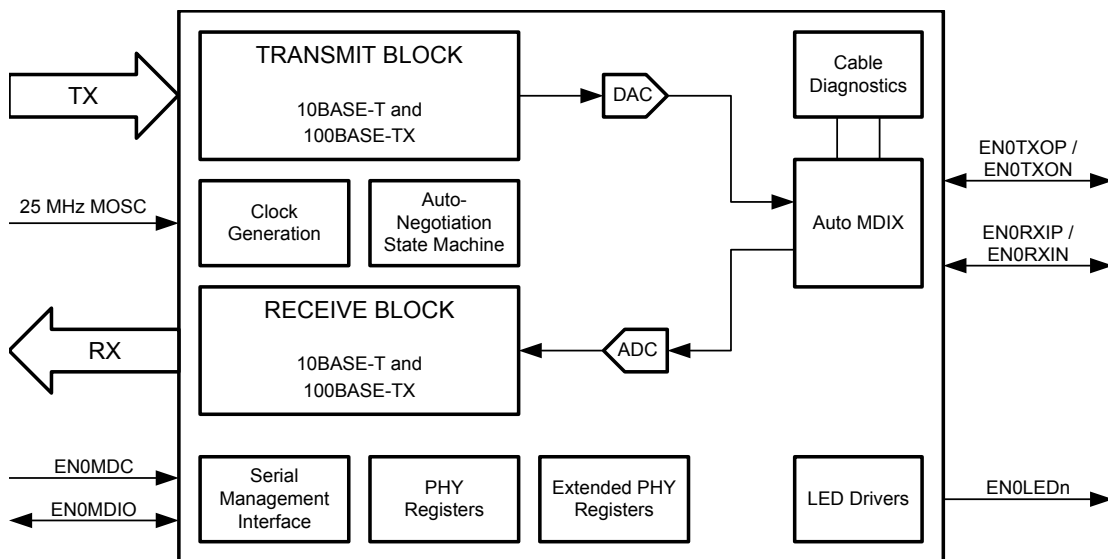 TRANSMIT BLOCK
10BASE-T and
100BASE-TX
TX
DAC
Cable
Diagnostics
EN0TXOP /
EN0TXON
25 MHz MOSC
Clock
Generation
Auto-
Negotiation
State Machine
Auto MDIX
EN0RXIP /
EN0RXIN
RECEIVE BLOCK
10BASE-T and
100BASE-TX
RX
ADC
EN0MDC
EN0MDIO
Serial
Management
Interface
PHY
Registers
Extended PHY
Registers
LED Drivers
EN0LEDn